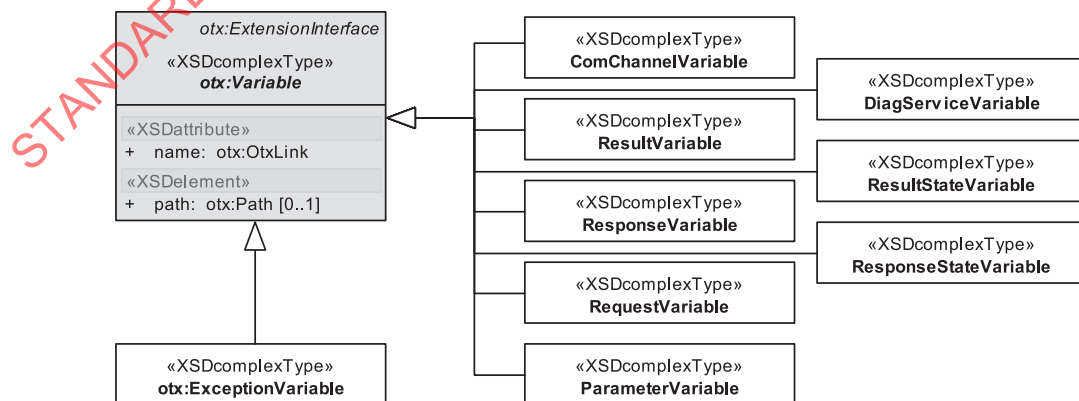 otx:ExtensionInterface
«XSDcomplexType»
otx:Variable
«XSDattribute»
+ name: otx:OtxLink
«XSDelement»
+ path: otx:Path [0..1]
«XSDcomplexType»
otx:ExceptionVariable
«XSDcomplexType»
ComChannelVariable
«XSDcomplexType»
ResultVariable
«XSDcomplexType»
ResponseVariable
«XSDcomplexType»
RequestVariable
«XSDcomplexType»
ParameterVariable
«XSDcomplexType»
DiagServiceVariable
«XSDcomplexType»
ResultStateVariable
«XSDcomplexType»
ResponseStateVariable